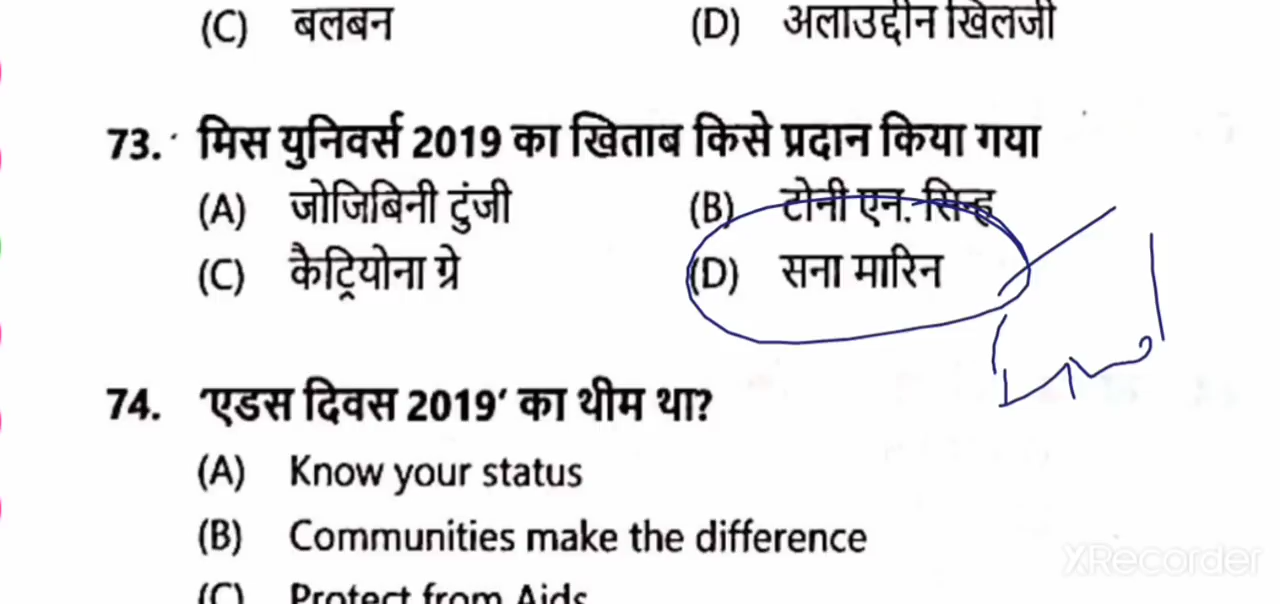 (C) बलबन (D) अलाउद्दीन खिलजी
73. मिस युनिवर्स 2019 का खिताब किसे प्रदान किया गया
(A) जोजिबिनी टुंजी (B) टोनी एन. सिन्ह
(C) कैट्रियोना ग्रे (D) सना मारिन
74. ‘एडस दिवस 2019‘ का थीम था?
(A) Know your status
(B) Communities make the difference
(C) Protect from Aids
XRecorder